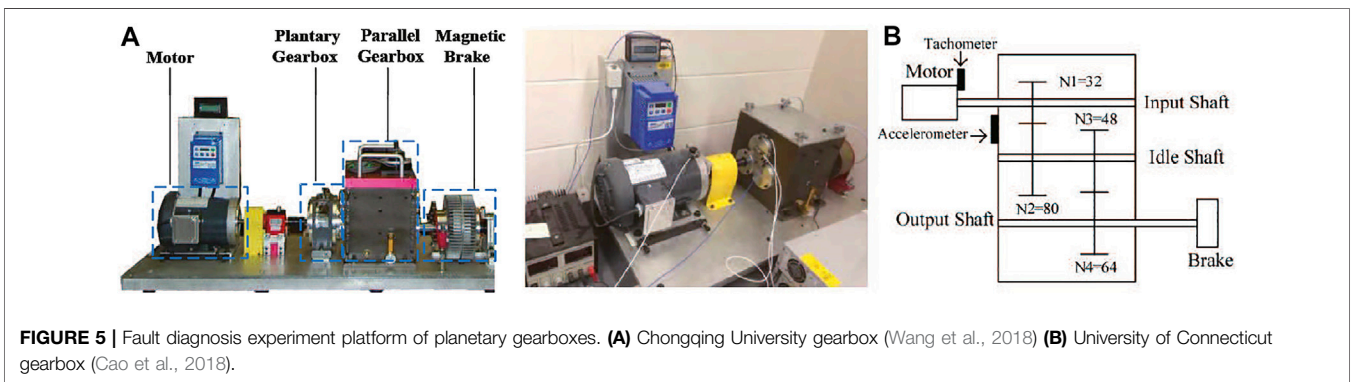 A
Motor
Plantary
Gearbox
Parallel
Gearbox
Magnetic
Brake
B
Tachometer
Motor
N1=32
Input Shaft
N3=48
Accelerometer
Idle Shaft
Output Shaft
N2=80
N4=64
Brake
FIGURE 5 | Fault diagnosis experiment platform of planetary gearboxes. (A) Chongqing University gearbox (Wang et al., 2018) (B) University of Connecticut
gearbox (Cao et al., 2018).